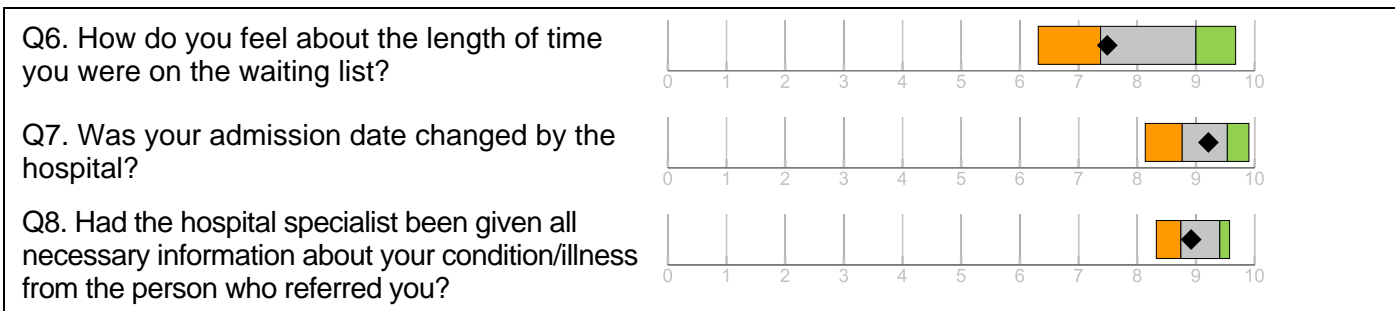 Q6. How do you feel about the length of time
you were on the waiting list?
0 1 2 3 4 5 6 7 8 9 10
Q7. Was your admission date changed by the
hospital?
0 1 2 3 4 5 6 7 8 9 10
Q8. Had the hospital specialist been given all
necessary information about your condition/illness
from the person who referred you?
0 1 2 3 4 5 6 7 8 9 10